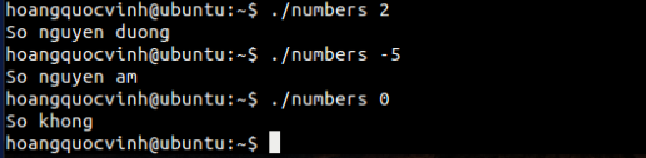 hoangquocvinh@ubuntu:~$ ./numbers 2
So nguyen duong
hoangquocvinh@ubuntu:~$ ./numbers -5
So nguyen am
hoangquocvinh@ubuntu:~$ ./numbers 0
So khong
hoangquocvinh@ubuntu:~$